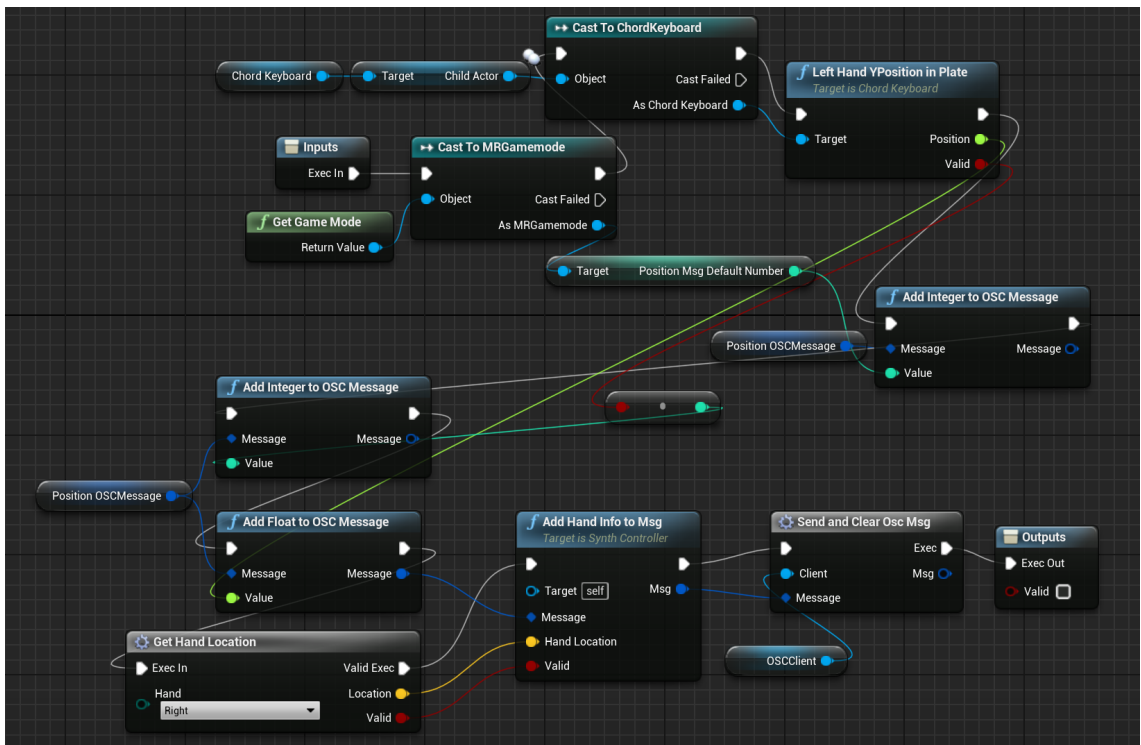 Cast To ChordKeyboard
Chord Keyboard
Target Child Actor
Object
Cast Failed
As Chord Keyboard
f Left Hand YPosition in Plate
Target is Chord Keyboard
Target
Position
Valid
Inputs
Exec In
Cast To MRGamemode
Object
Cast Failed
As MRGamemode
f Get Game Mode
Return Value
Target Position Msg Default Number
f Add Integer to OSC Message
Position OSCMessage
Message Message
Value
f Add Integer to OSC Message
Message Message
Value
Position OSCMessage
f Add Float to OSC Message
Message Message
Value
f Add Hand Info to Msg
Target is Synth Controller
Target self Msg
Message
Hand Location
Valid
Send and Clear Osc Msg
Exec
Client Msg
Message
Outputs
Exec Out
Valid
Get Hand Location
Exec In Valid Exec
Hand Location
Right
Valid
OSCClient